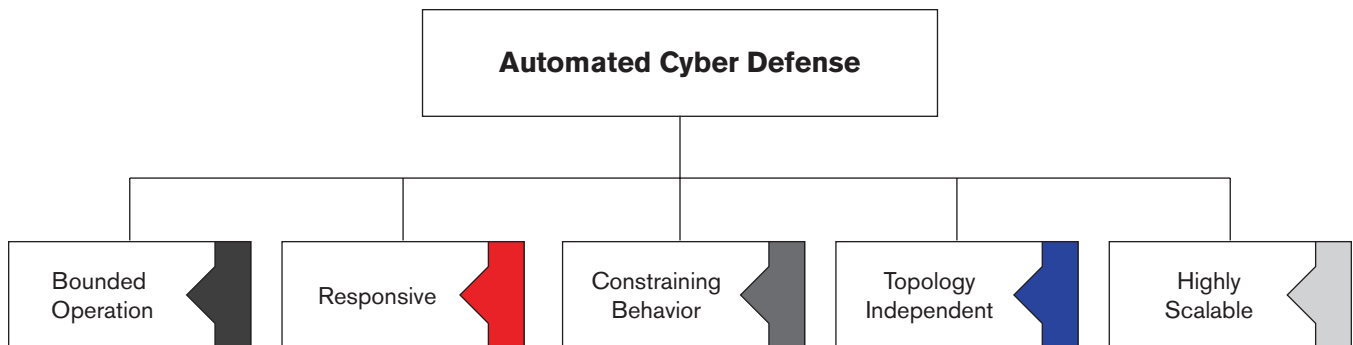 Automated Cyber Defense
Bounded
Operation
Responsive
Constraining
Behavior
Topology
Independent
Highly
Scalable